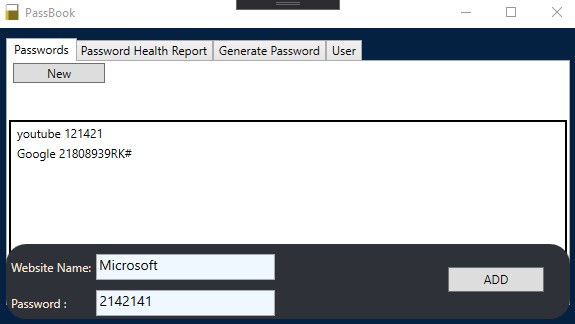 PassBook
Passwords Password Health Report Generate Password User
New
youtube 121421
Google 21808939RK#
Website Name: Microsoft
ADD
Password : 2142141